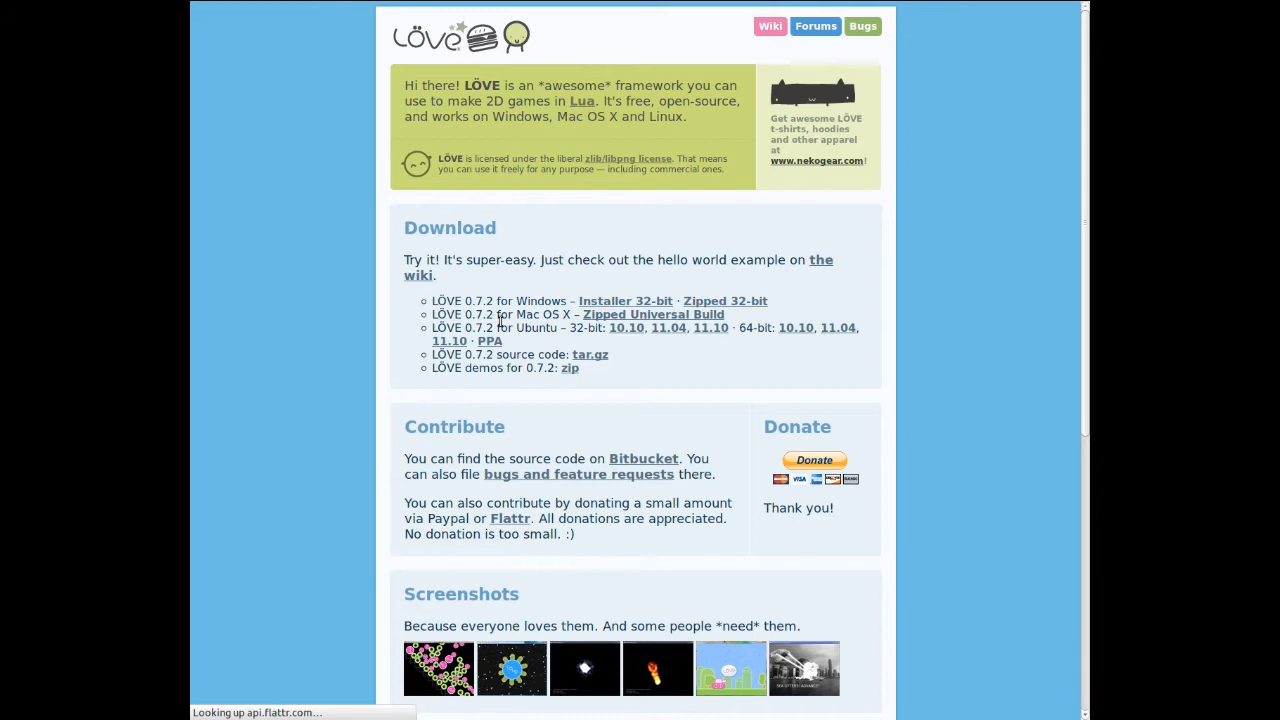 LÖVE
Wiki
Forums
Bugs
Hi there! LÖVE is an *awesome* framework you can
use to make 2D games in Lua. It's free, open-source,
and works on Windows, Mac OS X and Linux.
LÖVE is licensed under the liberal zlib/libpng license. That means
you can use it freely for any purpose — including commercial ones.
Get awesome LÖVE
t-shirts, hoodies
and other apparel
at
www.nekogear.com!
Download
Try it! It's super-easy. Just check out the hello world example on the
wiki.
LÖVE 0.7.2 for Windows – Installer 32-bit · Zipped 32-bit
LÖVE 0.7.2 for Mac OS X – Zipped Universal Build
LÖVE 0.7.2 for Ubuntu – 32-bit: 10.10, 11.04, 11.10 · 64-bit: 10.10, 11.04,
11.10 · PPA
LÖVE 0.7.2 source code: tar.gz
LÖVE demos for 0.7.2: zip
Contribute
You can find the source code on Bitbucket. You
can also file bugs and feature requests there.
You can also contribute by donating a small amount
via Paypal or Flattr. All donations are appreciated.
No donation is too small. :)
Donate
Donate
VISA
Thank you!
Screenshots
Because everyone loves them. And some people *need* them.
Looking up api.flattr.com...